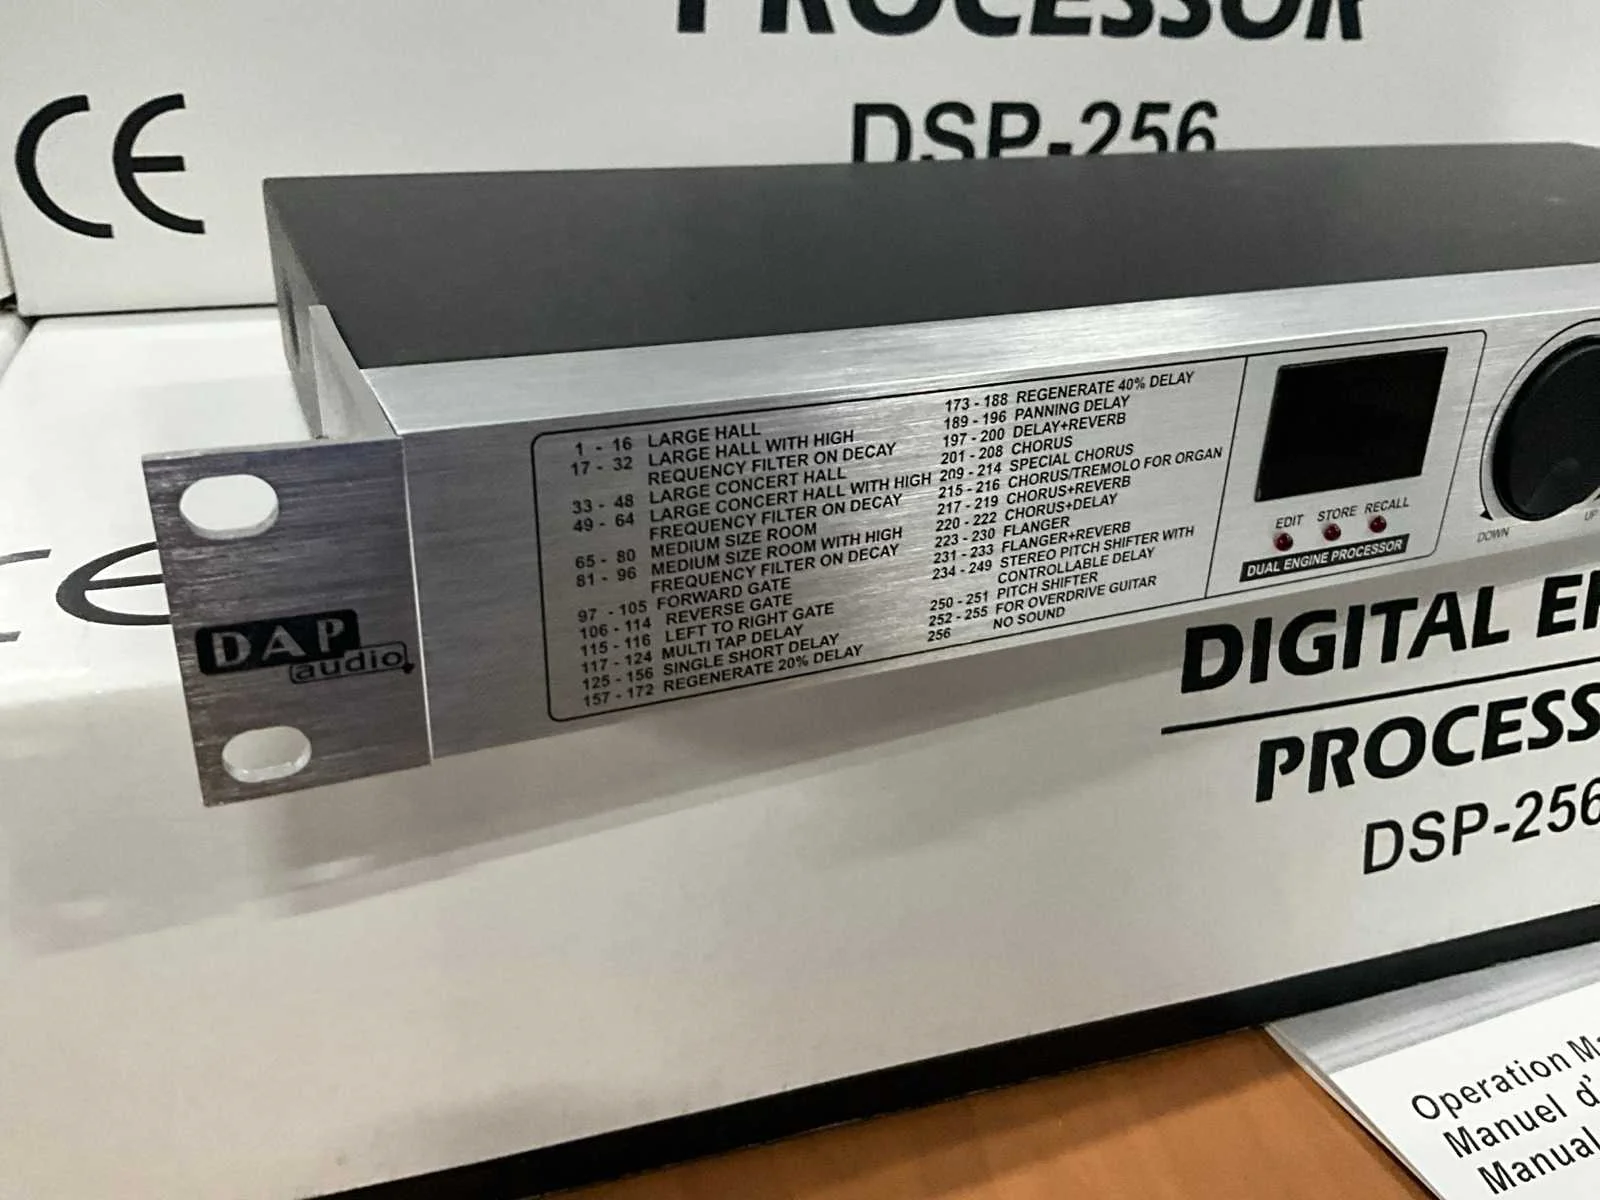 PROCESSOR
DSP-256
CE
1 - 16 LARGE HALL
17 - 32 LARGE HALL WITH HIGH
REQUENCY FILTER ON DECAY
33 - 48 LARGE CONCERT HALL
49 - 64 LARGE CONCERT HALL WITH HIGH
FREQUENCY FILTER ON DECAY
65 - 80 MEDIUM SIZE ROOM
81 - 96 MEDIUM SIZE ROOM WITH HIGH
FREQUENCY FILTER ON DECAY
97 - 105 FORWARD GATE
106 - 114 REVERSE GATE
115 - 116 LEFT TO RIGHT GATE
117 - 124 MULTI TAP DELAY
125 - 156 SINGLE SHORT DELAY
157 - 172 REGENERATE 20% DELAY
173 - 188 REGENERATE 40% DELAY
189 - 196 PANNING DELAY
197 - 200 DELAY+REVERB
201 - 208 CHORUS
209 - 214 SPECIAL CHORUS
215 - 216 CHORUS/TREMOLO FOR ORGAN
217 - 219 CHORUS+REVERB
220 - 222 CHORUS+DELAY
223 - 230 FLANGER
231 - 233 FLANGER+REVERB
234 - 249 STEREO PITCH SHIFTER WITH
CONTROLLABLE DELAY
250 - 251 PITCH SHIFTER
252 - 255 FOR OVERDRIVE GUITAR
256 NO SOUND
EDIT STORE RECALL
DUAL ENGINE PROCESSOR
DOWN UP
DAP
audio
DIGITAL
PROCESS
DSP-256
Operation
Manuel d'
Manual